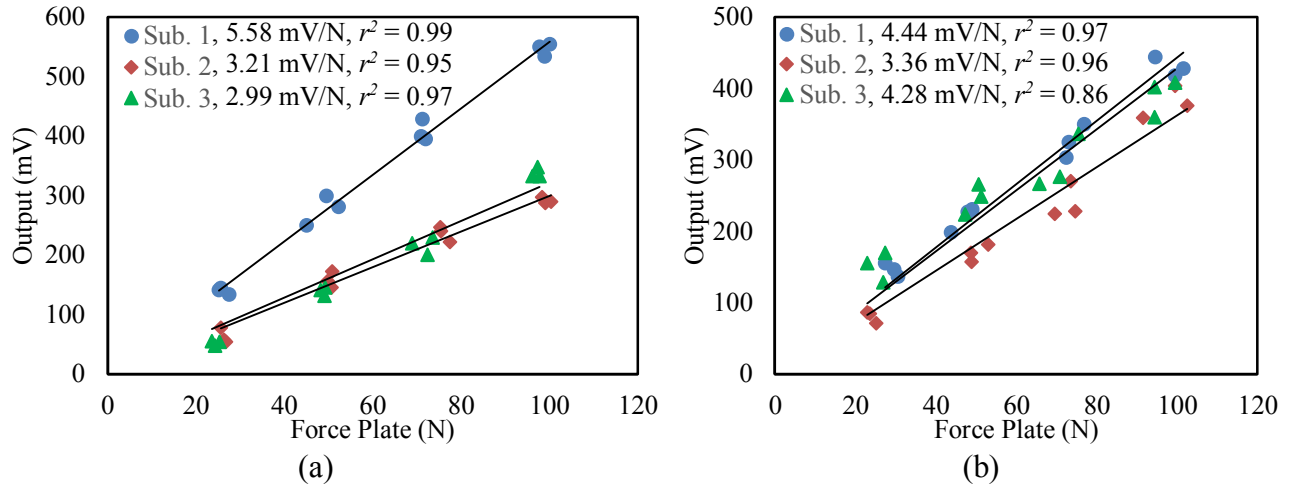 600
500
400
300
200
100
0
Output (mV)
Sub. 1, 5.58 mV/N, r² = 0.99
Sub. 2, 3.21 mV/N, r² = 0.95
Sub. 3, 2.99 mV/N, r² = 0.97
0 20 40 60 80 100 120
Force Plate (N)
(a)
500
400
300
200
100
0
Output (mV)
Sub. 1, 4.44 mV/N, r² = 0.97
Sub. 2, 3.36 mV/N, r² = 0.96
Sub. 3, 4.28 mV/N, r² = 0.86
0 20 40 60 80 100 120
Force Plate (N)
(b)